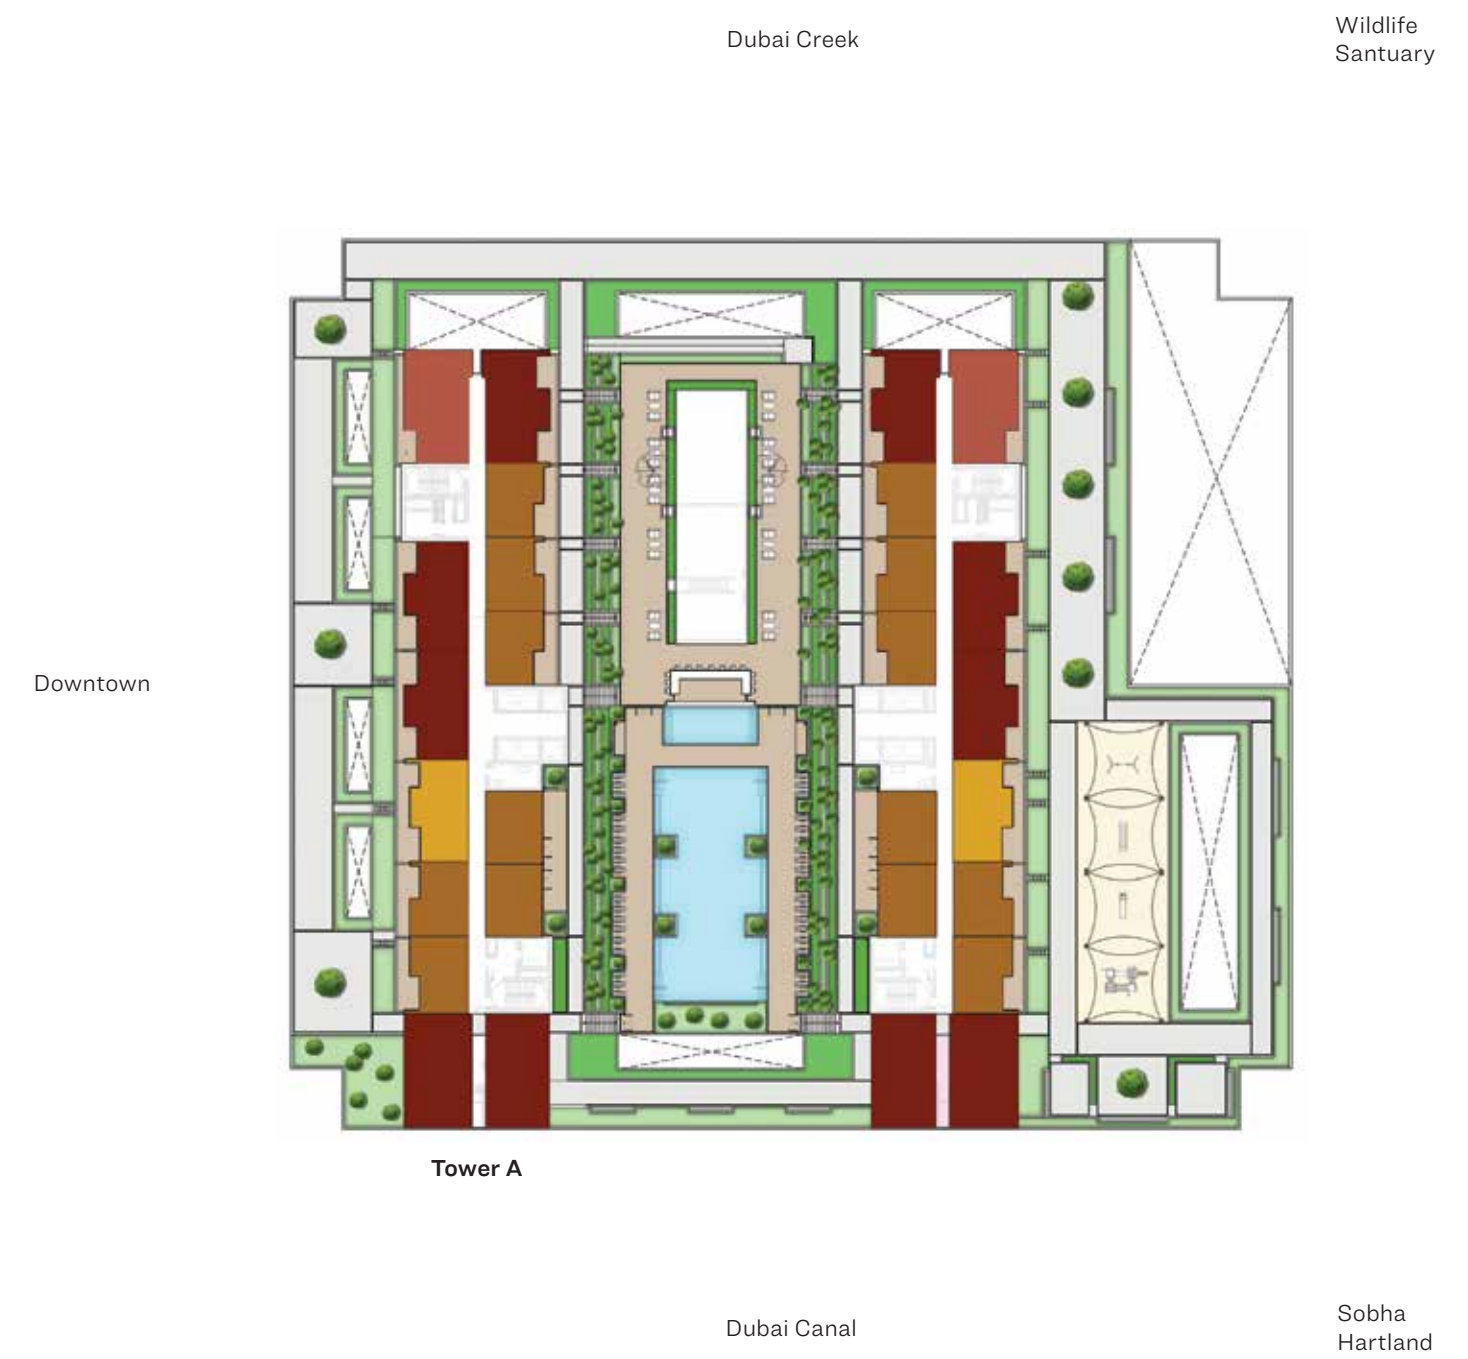 Dubai Creek
Wildlife
Santuary
Downtown
Tower A
Dubai Canal
Sobha
Hartland